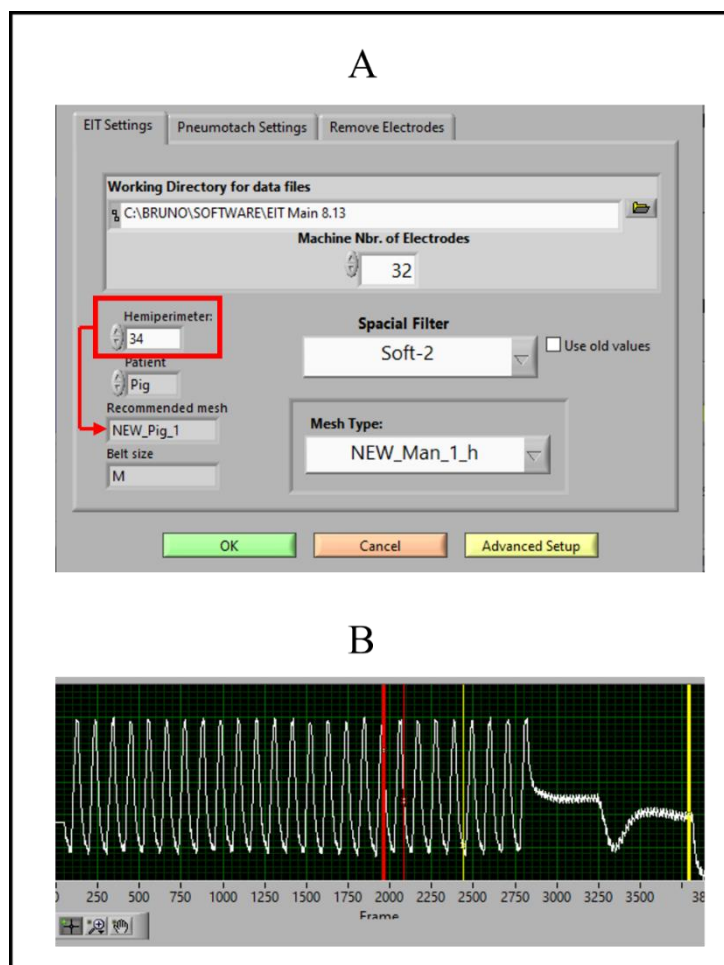 A
EIT Settings Pneumotach Settings Remove Electrodes
Working Directory for data files
C:\BRUNO\SOFTWARE\EIT Main 8.13
Machine Nbr. of Electrodes
32
Hemiperimeter:
34
Patient
Pig
Recommended mesh
NEW_Pig_1
Belt size
M
Spacial Filter
Soft-2
Use old values
Mesh Type:
NEW_Man_1_h
OK Cancel Advanced Setup
B
250 500 750 1000 1250 1500 1750 2000 2250 2500 2750 3000 3250 3500 38
Frame